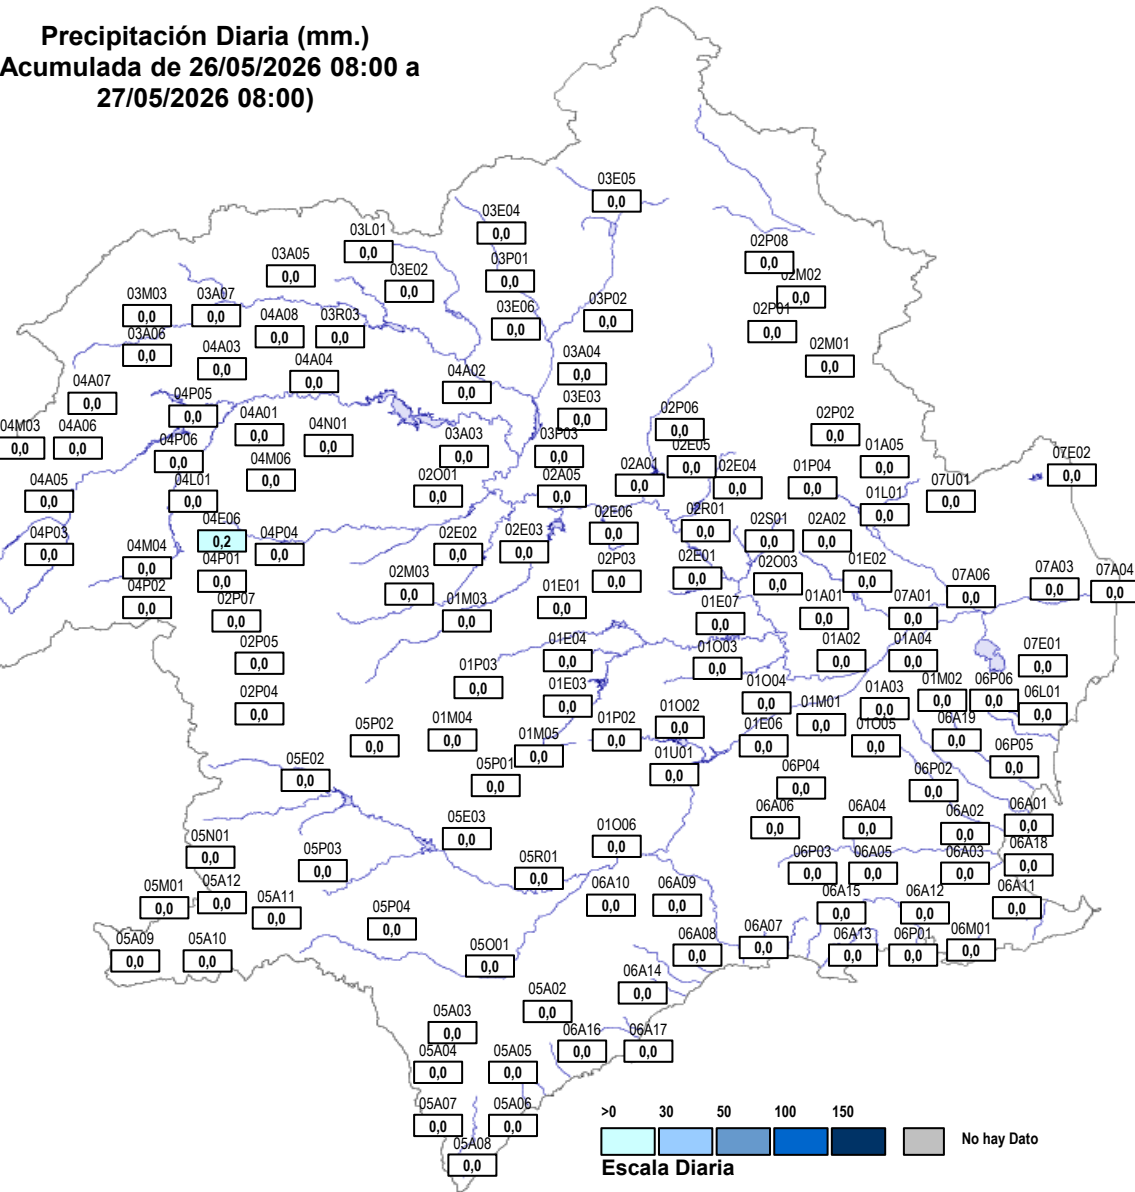 Precipitación Diaria (mm.)
Acumulada de 26/05/2026 08:00 a
27/05/2026 08:00)
03E05
0,0
03E04
0,0
03L01
0,0
02P08
0,0
03A05
0,0
03P01
0,0
03E02
0,0
02M02
0,0
03M03
0,0
03A07
0,0
03P02
0,0
03E06
0,0
02P01
0,0
04A08
0,0
03R03
0,0
03A06
0,0
04A03
0,0
03A04
0,0
02M01
0,0
04A04
0,0
04A02
0,0
04A07
0,0
04P05
0,0
03E03
0,0
02P06
0,0
02P02
0,0
04A01
0,0
04M03
0,0
04A06
0,0
04N01
0,0
03A03
0,0
03P03
0,0
02E05
0,0
01A05
0,0
07E02
0,0
04P06
0,0
04M06
0,0
02A01
0,0
02E04
0,0
01P04
0,0
04A05
0,0
04L01
0,0
02O01
0,0
02A05
0,0
07U01
0,0
01L01
0,0
04E06
0,2
02E06
0,0
02R01
0,0
02S01
0,0
02A02
0,0
04P03
0,0
04P04
0,0
02E02
0,0
02E03
0,0
04M04
0,0
04P01
0,0
02P03
0,0
02E01
0,0
02O03
0,0
01E02
0,0
07A06
0,0
07A03
0,0
07A04
0,0
04P02
0,0
02M03
0,0
01E01
0,0
02P07
0,0
01M03
0,0
01E07
0,0
01A01
0,0
07A01
0,0
02P05
0,0
01E04
0,0
01O03
0,0
01A02
0,0
01A04
0,0
07E01
0,0
01P03
0,0
01E03
0,0
01O04
0,0
01A03
0,0
01M02
0,0
06P06
0,0
06L01
0,0
02P04
0,0
05P02
0,0
01M04
0,0
01P02
0,0
01O02
0,0
01E06
0,0
01M01
0,0
01O05
0,0
06A19
0,0
01M05
0,0
06P05
0,0
05E02
0,0
05P01
0,0
01U01
0,0
06P04
0,0
06P02
0,0
06A06
0,0
06A04
0,0
06A02
0,0
06A01
0,0
05E03
0,0
01O06
0,0
05N01
0,0
05P03
0,0
05R01
0,0
06P03
0,0
06A05
0,0
06A03
0,0
06A18
0,0
05M01
0,0
05A12
0,0
05A11
0,0
06A10
0,0
06A09
0,0
06A15
0,0
06A12
0,0
06A11
0,0
05P04
0,0
05A09
0,0
05A10
0,0
05O01
0,0
06A08
0,0
06A07
0,0
06A13
0,0
06P01
0,0
06M01
0,0
06A14
0,0
05A02
0,0
05A03
0,0
06A16
0,0
06A17
0,0
05A04
0,0
05A05
0,0
05A07
0,0
05A06
0,0
05A08
0,0
>0 30 50 100 150
No hay Dato
Escala Diaria